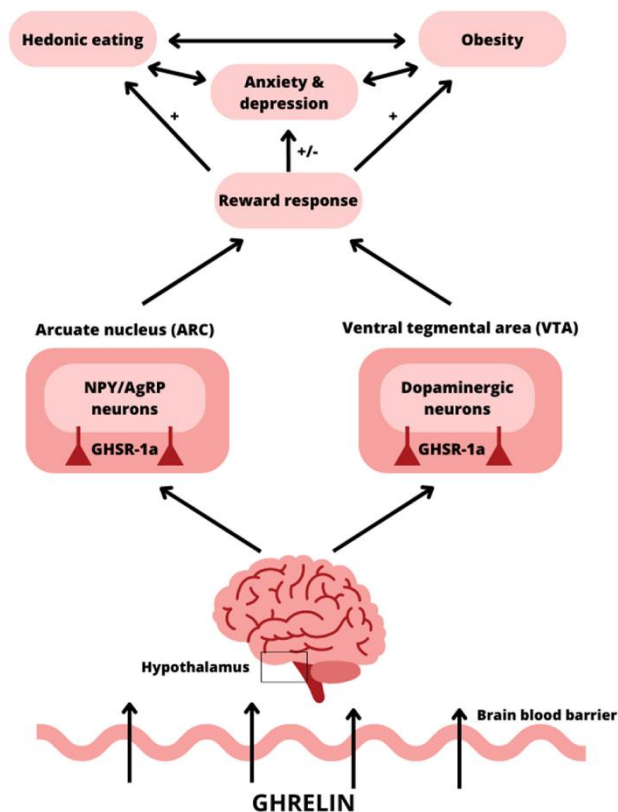 Hedonic eating
Obesity
Anxiety &
depression
+
+
+/-
Reward response
Arcuate nucleus (ARC)
Ventral tegmental area (VTA)
NPY/AgRP
neurons
GHSR-1a
Dopaminergic
neurons
GHSR-1a
Hypothalamus
Brain blood barrier
GHRELIN